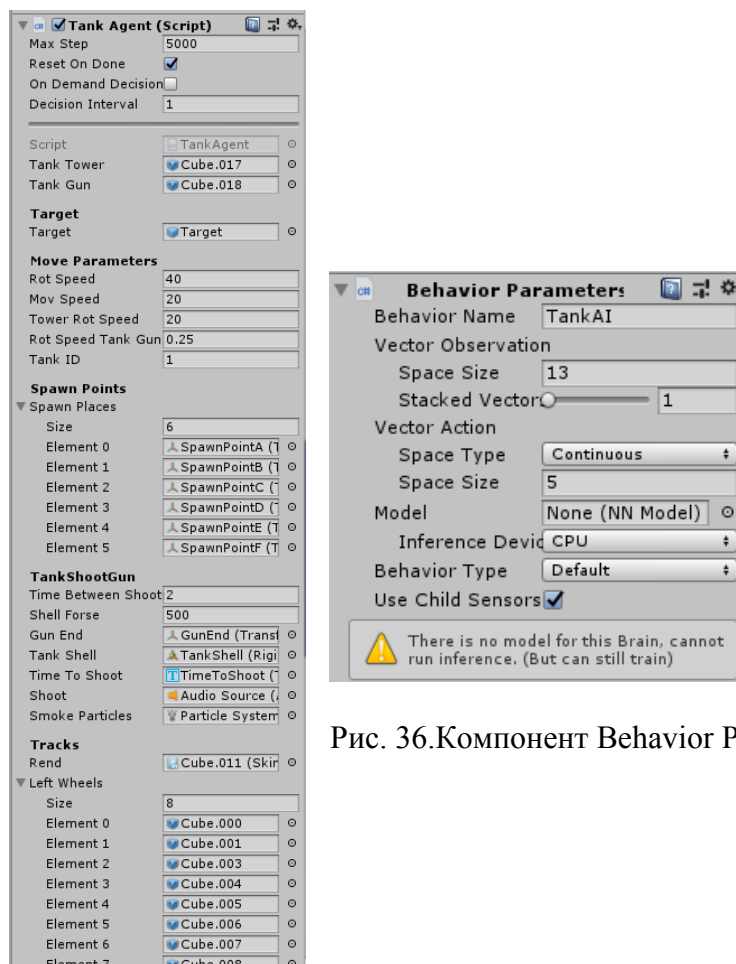 Tank Agent (Script)
Max Step 5000
Reset On Done
On Demand Decision
Decision Interval 1
Script TankAgent
Tank Tower Cube.017
Tank Gun Cube.018
Target
Target Target
Move Parameters
Rot Speed 40
Mov Speed 20
Tower Rot Speed 20
Rot Speed Tank Gun 0.25
Tank ID 1
Spawn Points
Spawn Places
Size 6
Element 0 SpawnPointA (T
Element 1 SpawnPointB (T
Element 2 SpawnPointC (T
Element 3 SpawnPointD (T
Element 4 SpawnPointE (T
Element 5 SpawnPointF (T
TankShootGun
Time Between Shoot 2
Shell Forse 500
Gun End GunEnd (Transf
Tank Shell TankShell (Rigi
Time To Shoot TimeToShoot (T
Shoot Audio Source (A
Smoke Particles Particle System
Tracks
Rend Cube.011 (Skin
Left Wheels
Size 8
Element 0 Cube.000
Element 1 Cube.001
Element 2 Cube.003
Element 3 Cube.004
Element 4 Cube.005
Element 5 Cube.006
Element 6 Cube.007
Element 7 Cube.008
Behavior Parameters
Behavior Name TankAI
Vector Observation
Space Size 13
Stacked Vector 1
Vector Action
Space Type Continuous
Space Size 5
Model None (NN Model)
Inference Devic CPU
Behavior Type Default
Use Child Sensors
There is no model for this Brain, cannot
run inference. (But can still train)
Рис. 36.Компонент Behavior P